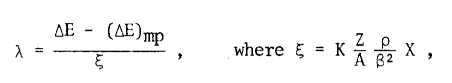 λ = (ΔE - (ΔE)mp) / ξ , where ξ = K Z/A ρ/β² X ,